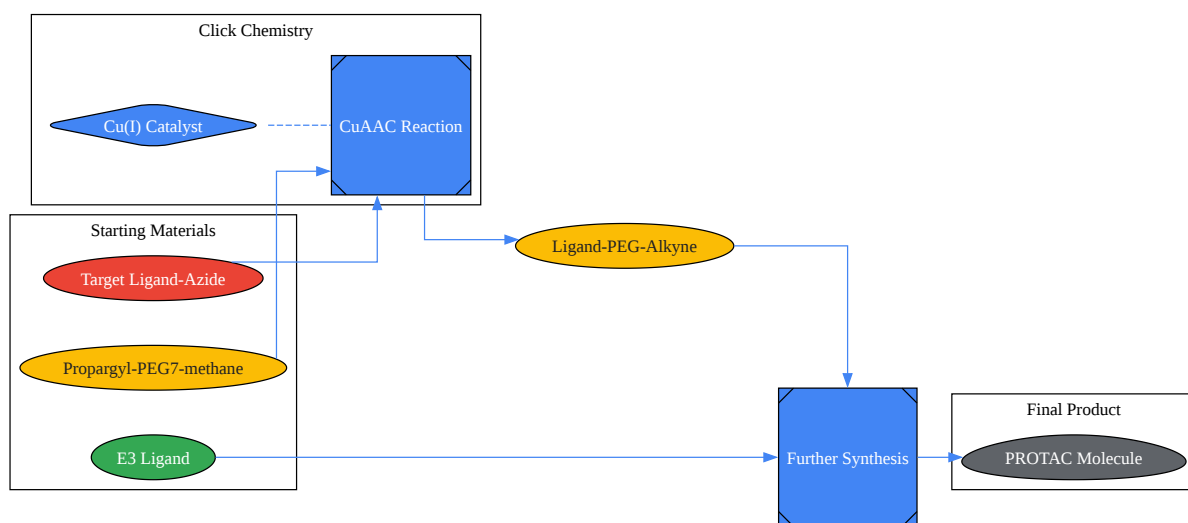 Click Chemistry
Cu(I) Catalyst
CuAAC Reaction
Starting Materials
Target Ligand-Azide
Ligand-PEG-Alkyne
Propargyl-PEG7-methane
E3 Ligand
Further Synthesis
Final Product
PROTAC Molecule